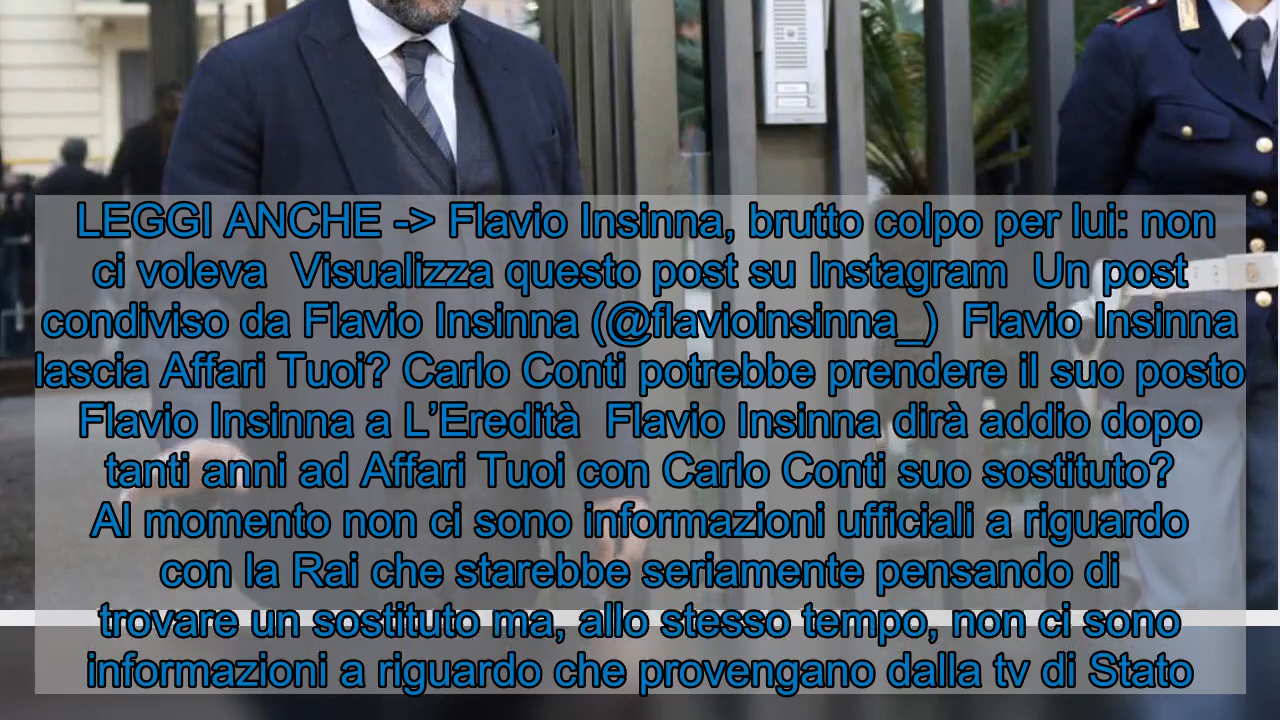 LEGGI ANCHE -> Flavio Insinna, brutto colpo per lui: non
ci voleva  Visualizza questo post su Instagram  Un post
condiviso da Flavio Insinna (@flavioinsinna_)  Flavio Insinna
lascia Affari Tuoi? Carlo Conti potrebbe prendere il suo posto
Flavio Insinna a L’Eredità  Flavio Insinna dirà addio dopo
tanti anni ad Affari Tuoi con Carlo Conti suo sostituto?
Al momento non ci sono informazioni ufficiali a riguardo
con la Rai che starebbe seriamente pensando di
trovare un sostituto ma, allo stesso tempo, non ci sono
informazioni a riguardo che provengano dalla tv di Stato